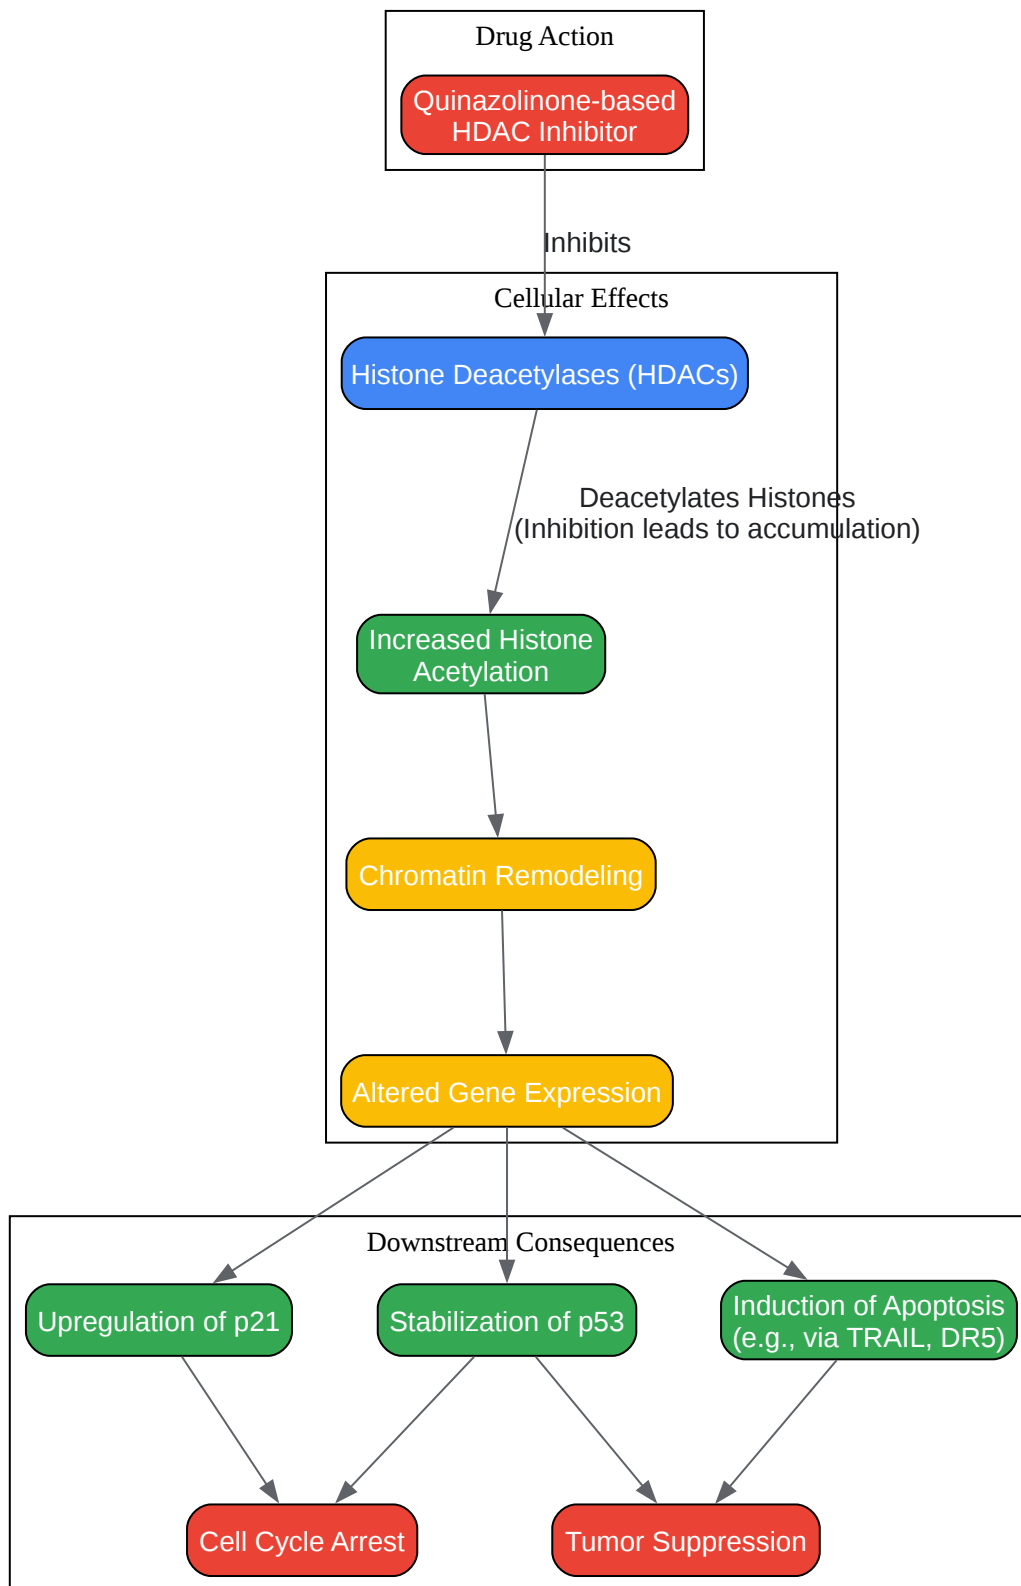 Drug Action
Quinazolinone-based
HDAC Inhibitor
Inhibits
Cellular Effects
Histone Deacetylases (HDACs)
Deacetylates Histones
(Inhibition leads to accumulation)
Increased Histone
Acetylation
Chromatin Remodeling
Altered Gene Expression
Downstream Consequences
Upregulation of p21
Stabilization of p53
Induction of Apoptosis
(e.g., via TRAIL, DR5)
Cell Cycle Arrest
Tumor Suppression